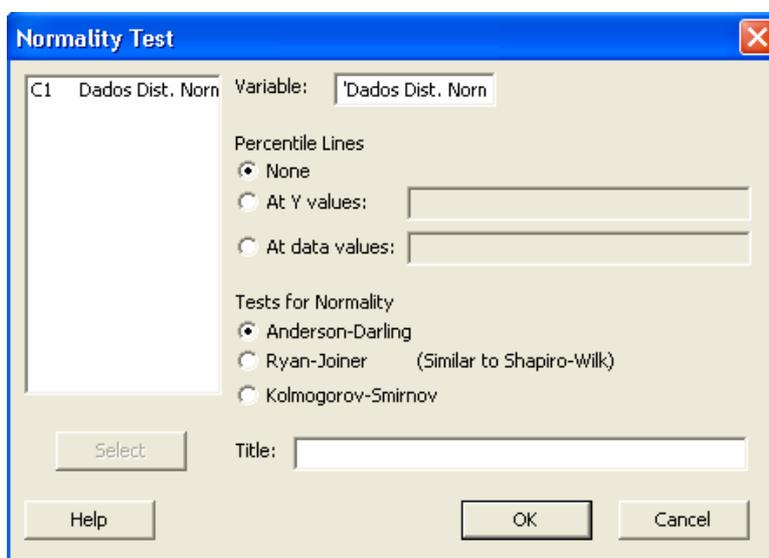 Normality Test
C1 Dados Dist. Norn
Variable: 'Dados Dist. Norn
Percentile Lines
None
At Y values:
At data values:
Tests for Normality
Anderson-Darling
Ryan-Joiner (Similar to Shapiro-Wilk)
Kolmogorov-Smirnov
Select
Title:
Help
OK
Cancel